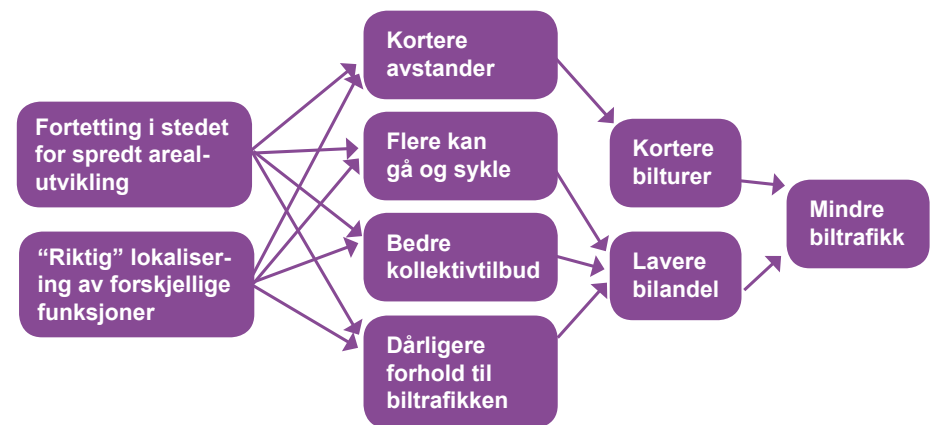 Fortetting i stedet
for spredt areal-
utvikling
“Riktig” lokaliser-
ing av forskjellige
funksjoner
Kortere
avstander
Flere kan
gå og sykle
Bedre
kollektivtilbud
Dårligere
forhold til
biltrafikken
Kortere
bilturer
Lavere
bilandel
Mindre
biltrafikk